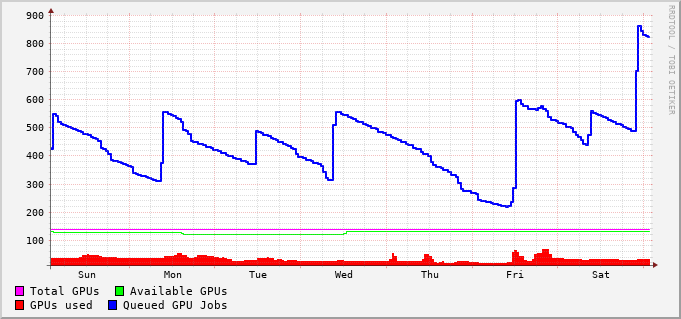 900
800
700
600
500
400
300
200
100
Sun Mon Tue Wed Thu Fri Sat
RRDTOOL / TOBI OETIKER
Total GPUs Available GPUs
GPUs used Queued GPU Jobs